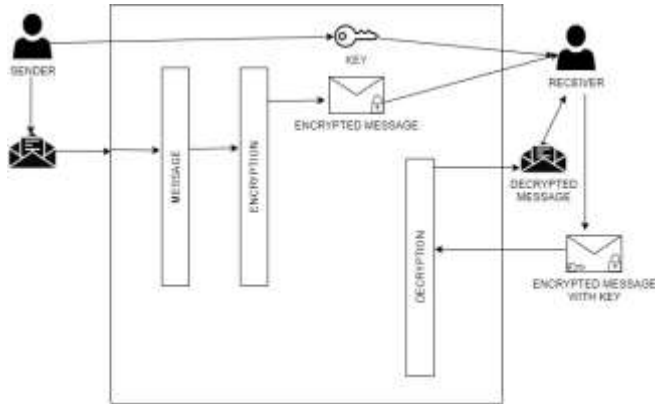 SENDER
KEY
RECEIVER
ENCRYPTED MESSAGE
MESSAGE
ENCRYPTION
DECRYPTED
MESSAGE
DECRYPTION
ENCRYPTED MESSAGE
WITH KEY